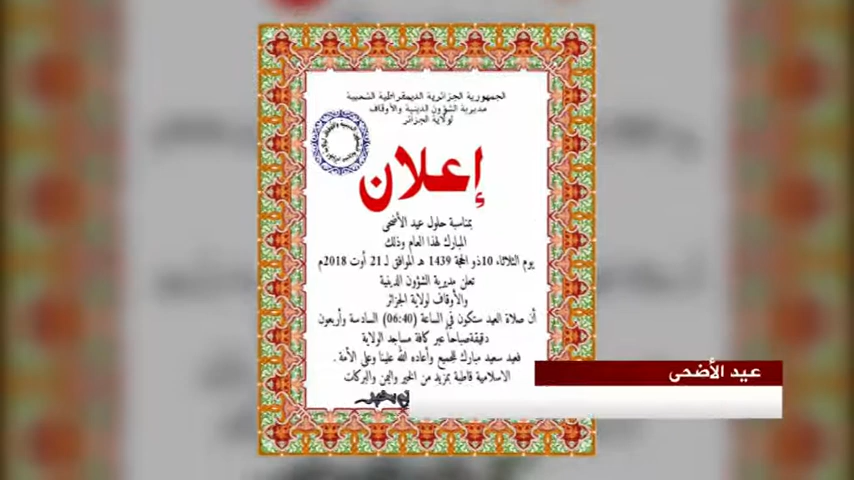 الجمهورية الجزائرية الديمقراطية الشعبية
مديرية الشؤون الدينية والأوقاف
لولاية الجزائر
إعلان
بمناسبة حلول عيد الأضحى
المبارك لهذا العام وذلك
يوم الثلاثاء 10 ذو الحجة 1439 هـ الموافق لـ 21 أوت 2018م
تعلن مديرية الشؤون الدينية
والأوقاف لولاية الجزائر
أن صلاة العيد ستكون في الساعة (06:40) السادسة وأربعون
دقيقة صباحاً عبر كافة مساجد الولاية
فعيد سعيد مبارك للجميع وأعاده الله علينا وعلى الأمة .
الاسلامية قاطبة بمزيد من الخير واليمن والبركات
عيد الأضحى